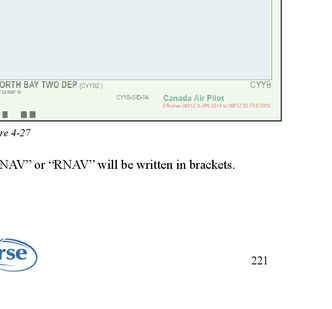 ORTH BAY TWO DEP (CYYB2.) CYYB
CYYB-SID-1A Canada Air Pilot
Effective 0901Z 3 JAN 2019 to 0901Z 28 FEB 2019
re 4-27
NAV” or “RNAV” will be written in brackets.
rse
221